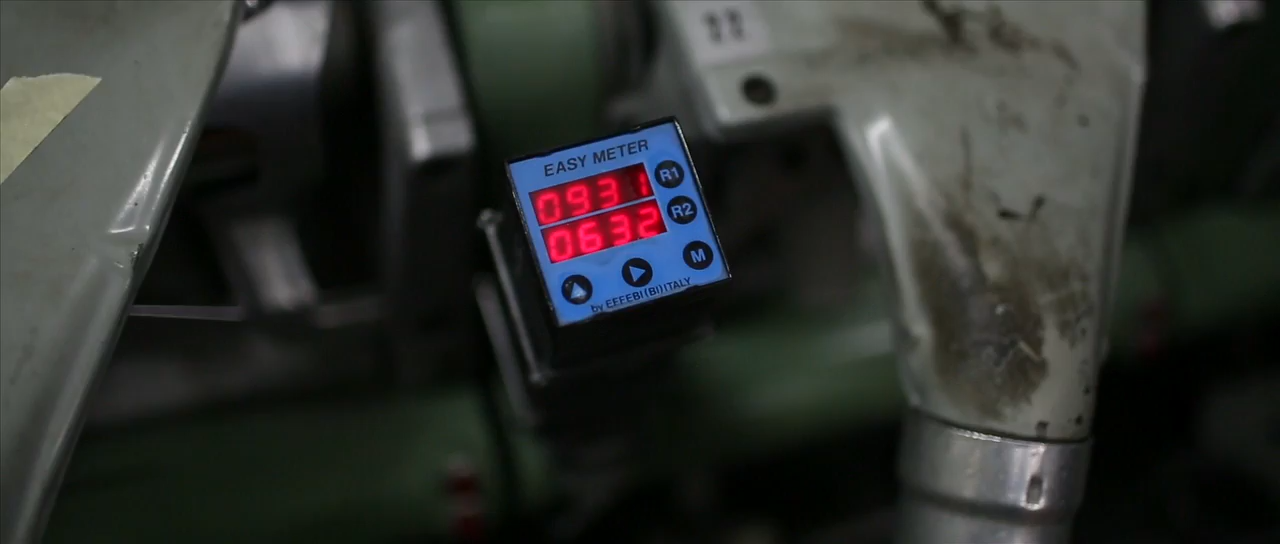 EASY METER
0931
R1
0632
R2
M
by EFFEBI (BI) ITALY